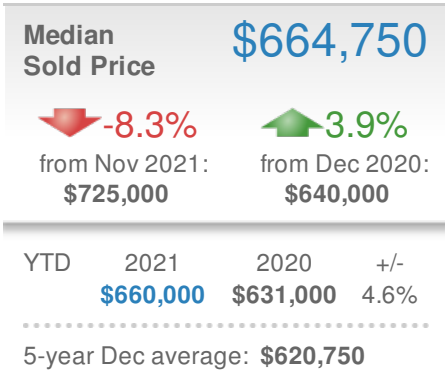 Median $664,750
Sold Price
-8.3% 3.9%
from Nov 2021: from Dec 2020:
$725,000 $640,000
YTD 2021 2020 +/-
$660,000 $631,000 4.6%
5-year Dec average: $620,750